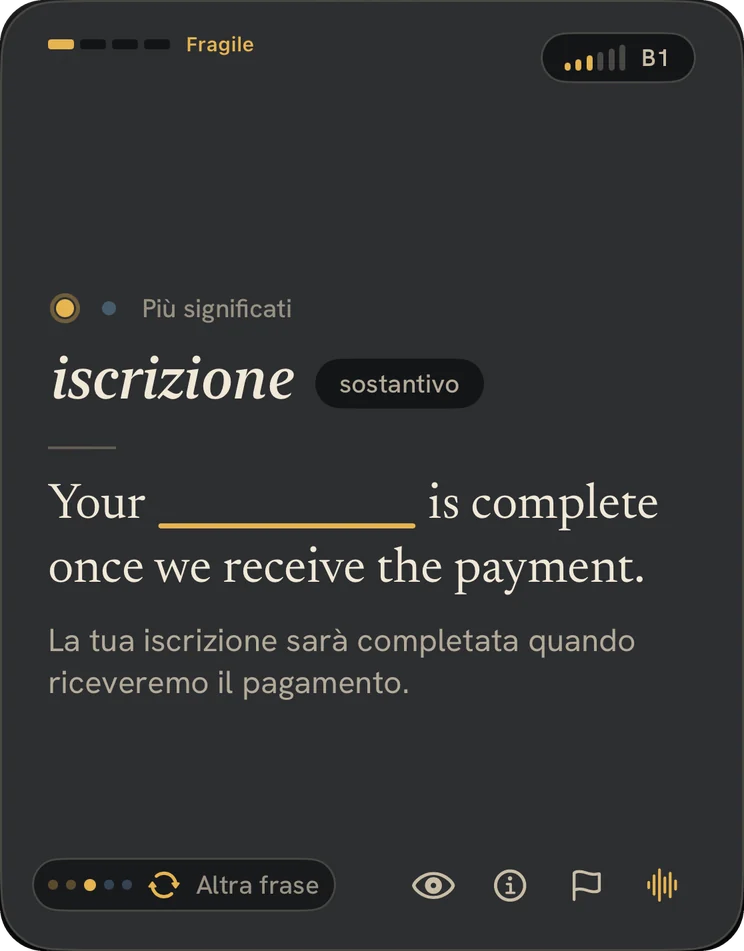 Fragile
B1
Più significati
iscrizione
sostantivo
Your ____________ is complete
once we receive the payment.
La tua iscrizione sarà completata quando
riceveremo il pagamento.
Altra frase